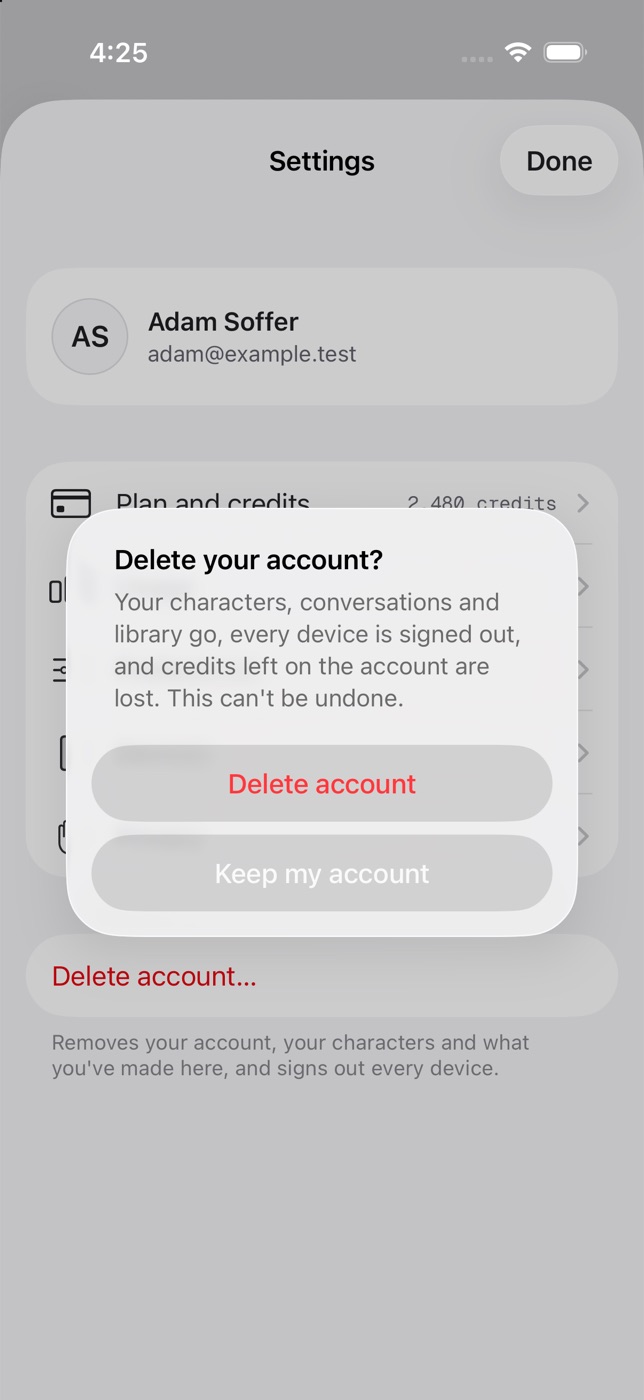 4:25
Settings
Done
AS
Adam Soffer
adam@example.test
Plan and credits
2,480 credits
Delete your account?
Your characters, conversations and
library go, every device is signed out,
and credits left on the account are
lost. This can't be undone.
Delete account
Keep my account
Delete account...
Removes your account, your characters and what
you've made here, and signs out every device.